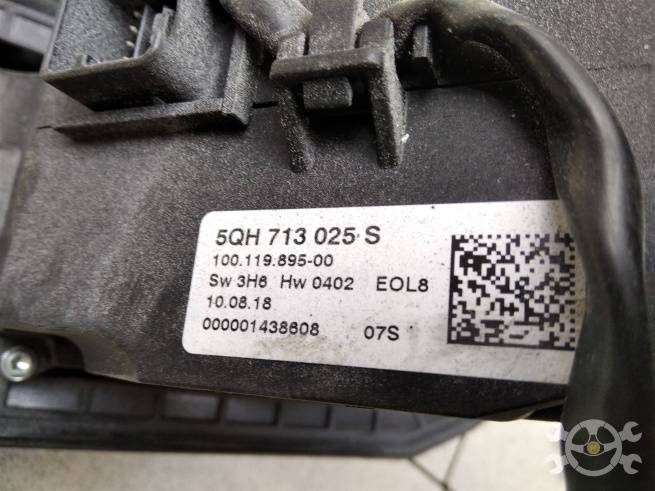 5QH 713 025 S
100.119.895-00
Sw 3H6 Hw 0402 EOL8
10.08.18
000001438608 07S